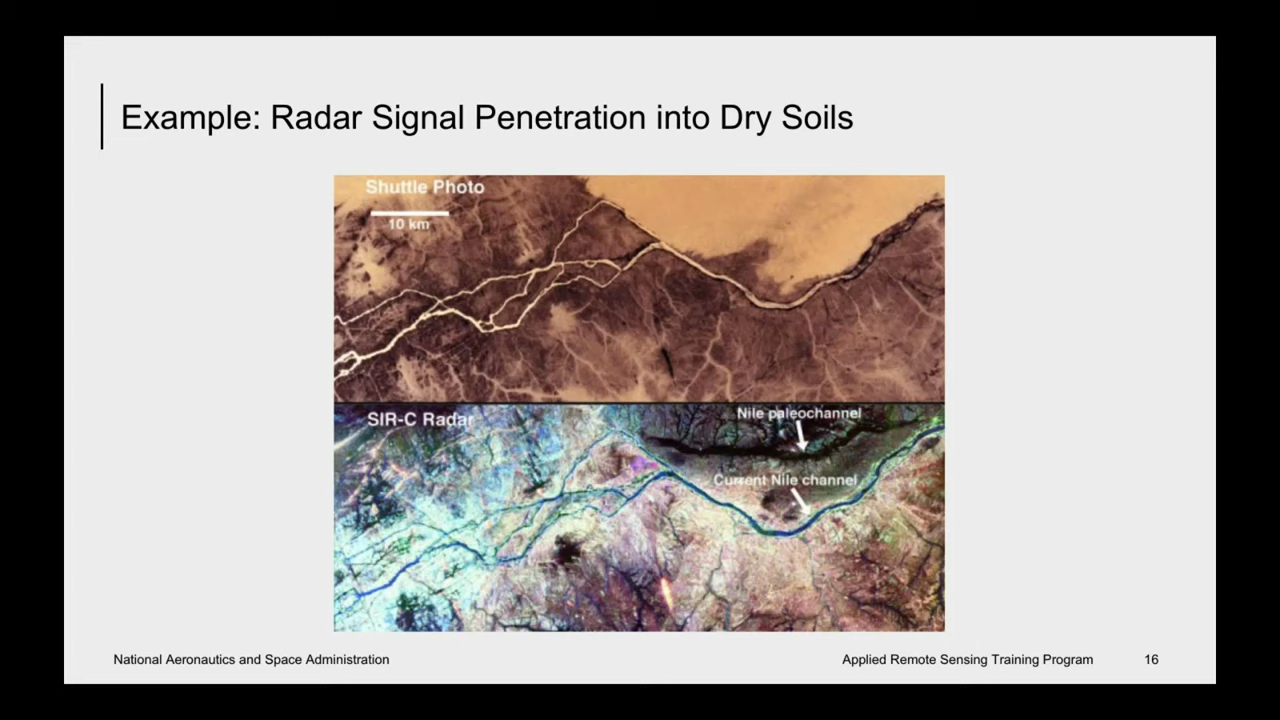 Example: Radar Signal Penetration into Dry Soils
Shuttle Photo
10 km
SIR-C Radar
Nile paleochannel
Current Nile channel
National Aeronautics and Space Administration
Applied Remote Sensing Training Program
16